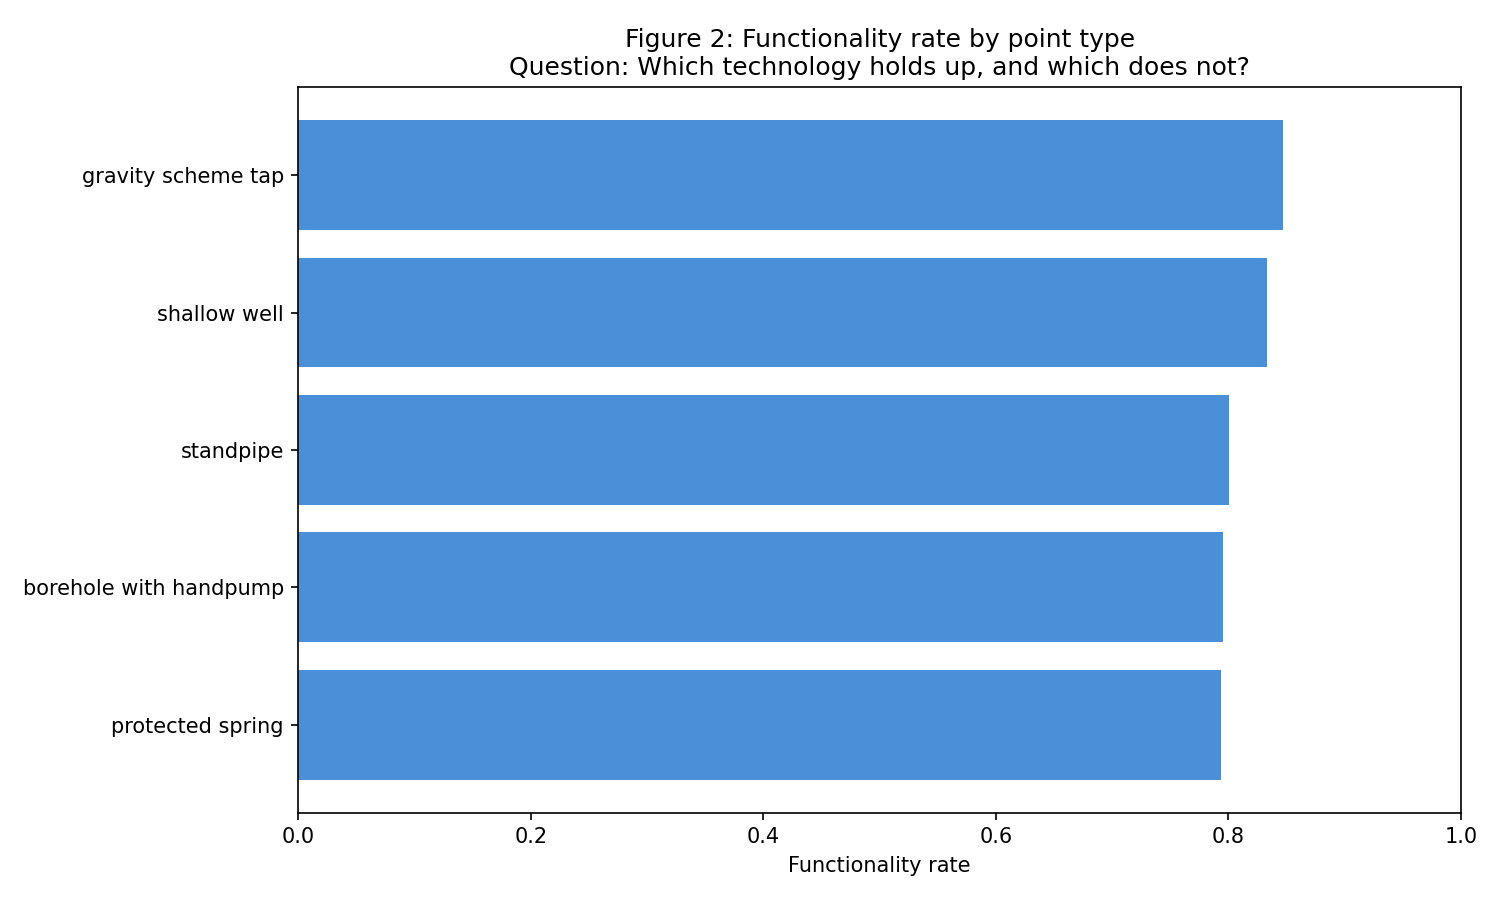 Figure 2: Functionality rate by point type
Question: Which technology holds up, and which does not?
gravity scheme tap
shallow well
standpipe
borehole with handpump
protected spring
0.0 0.2 0.4 0.6 0.8 1.0
Functionality rate